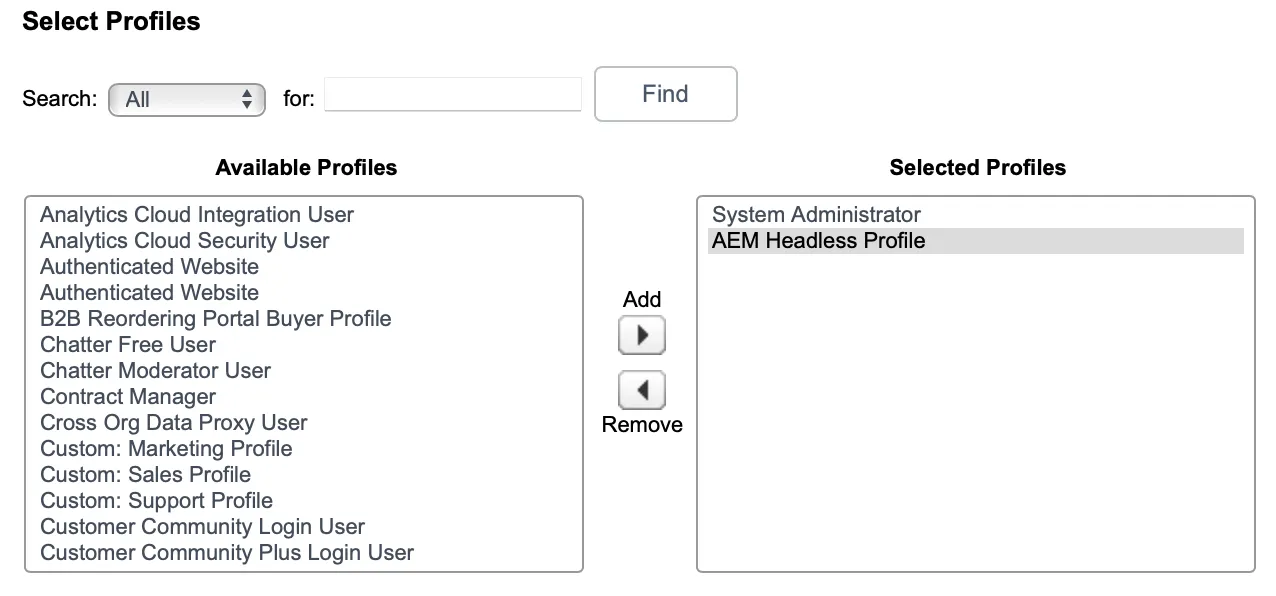 Select Profiles
Search: All for: Find
Available Profiles
Analytics Cloud Integration User
Analytics Cloud Security User
Authenticated Website
Authenticated Website
B2B Reordering Portal Buyer Profile
Chatter Free User
Chatter Moderator User
Contract Manager
Cross Org Data Proxy User
Custom: Marketing Profile
Custom: Sales Profile
Custom: Support Profile
Customer Community Login User
Customer Community Plus Login User
Add
Remove
Selected Profiles
System Administrator
AEM Headless Profile